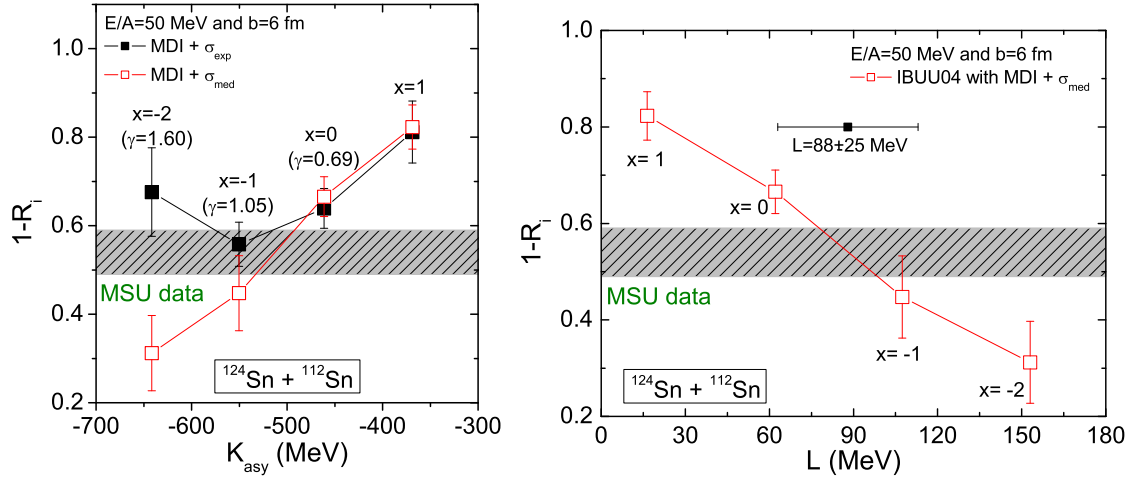 E/A=50 MeV and b=6 fm
MDI + σexp
MDI + σmed
x=1
x=-2
(γ=1.60)
x=0
(γ=0.69)
x=-1
(γ=1.05)
MSU data
¹²⁴Sn + ¹¹²Sn
1-Rᵢ
1.0
0.8
0.6
0.4
0.2
-700
-600
-500
-400
-300
Kasy (MeV)
E/A=50 MeV and b=6 fm
IBUU04 with MDI + σmed
L=88±25 MeV
x= 1
x= 0
MSU data
x= -1
x= -2
¹²⁴Sn + ¹¹²Sn
1-Rᵢ
1.0
0.8
0.6
0.4
0.2
0
30
60
90
120
150
180
L (MeV)